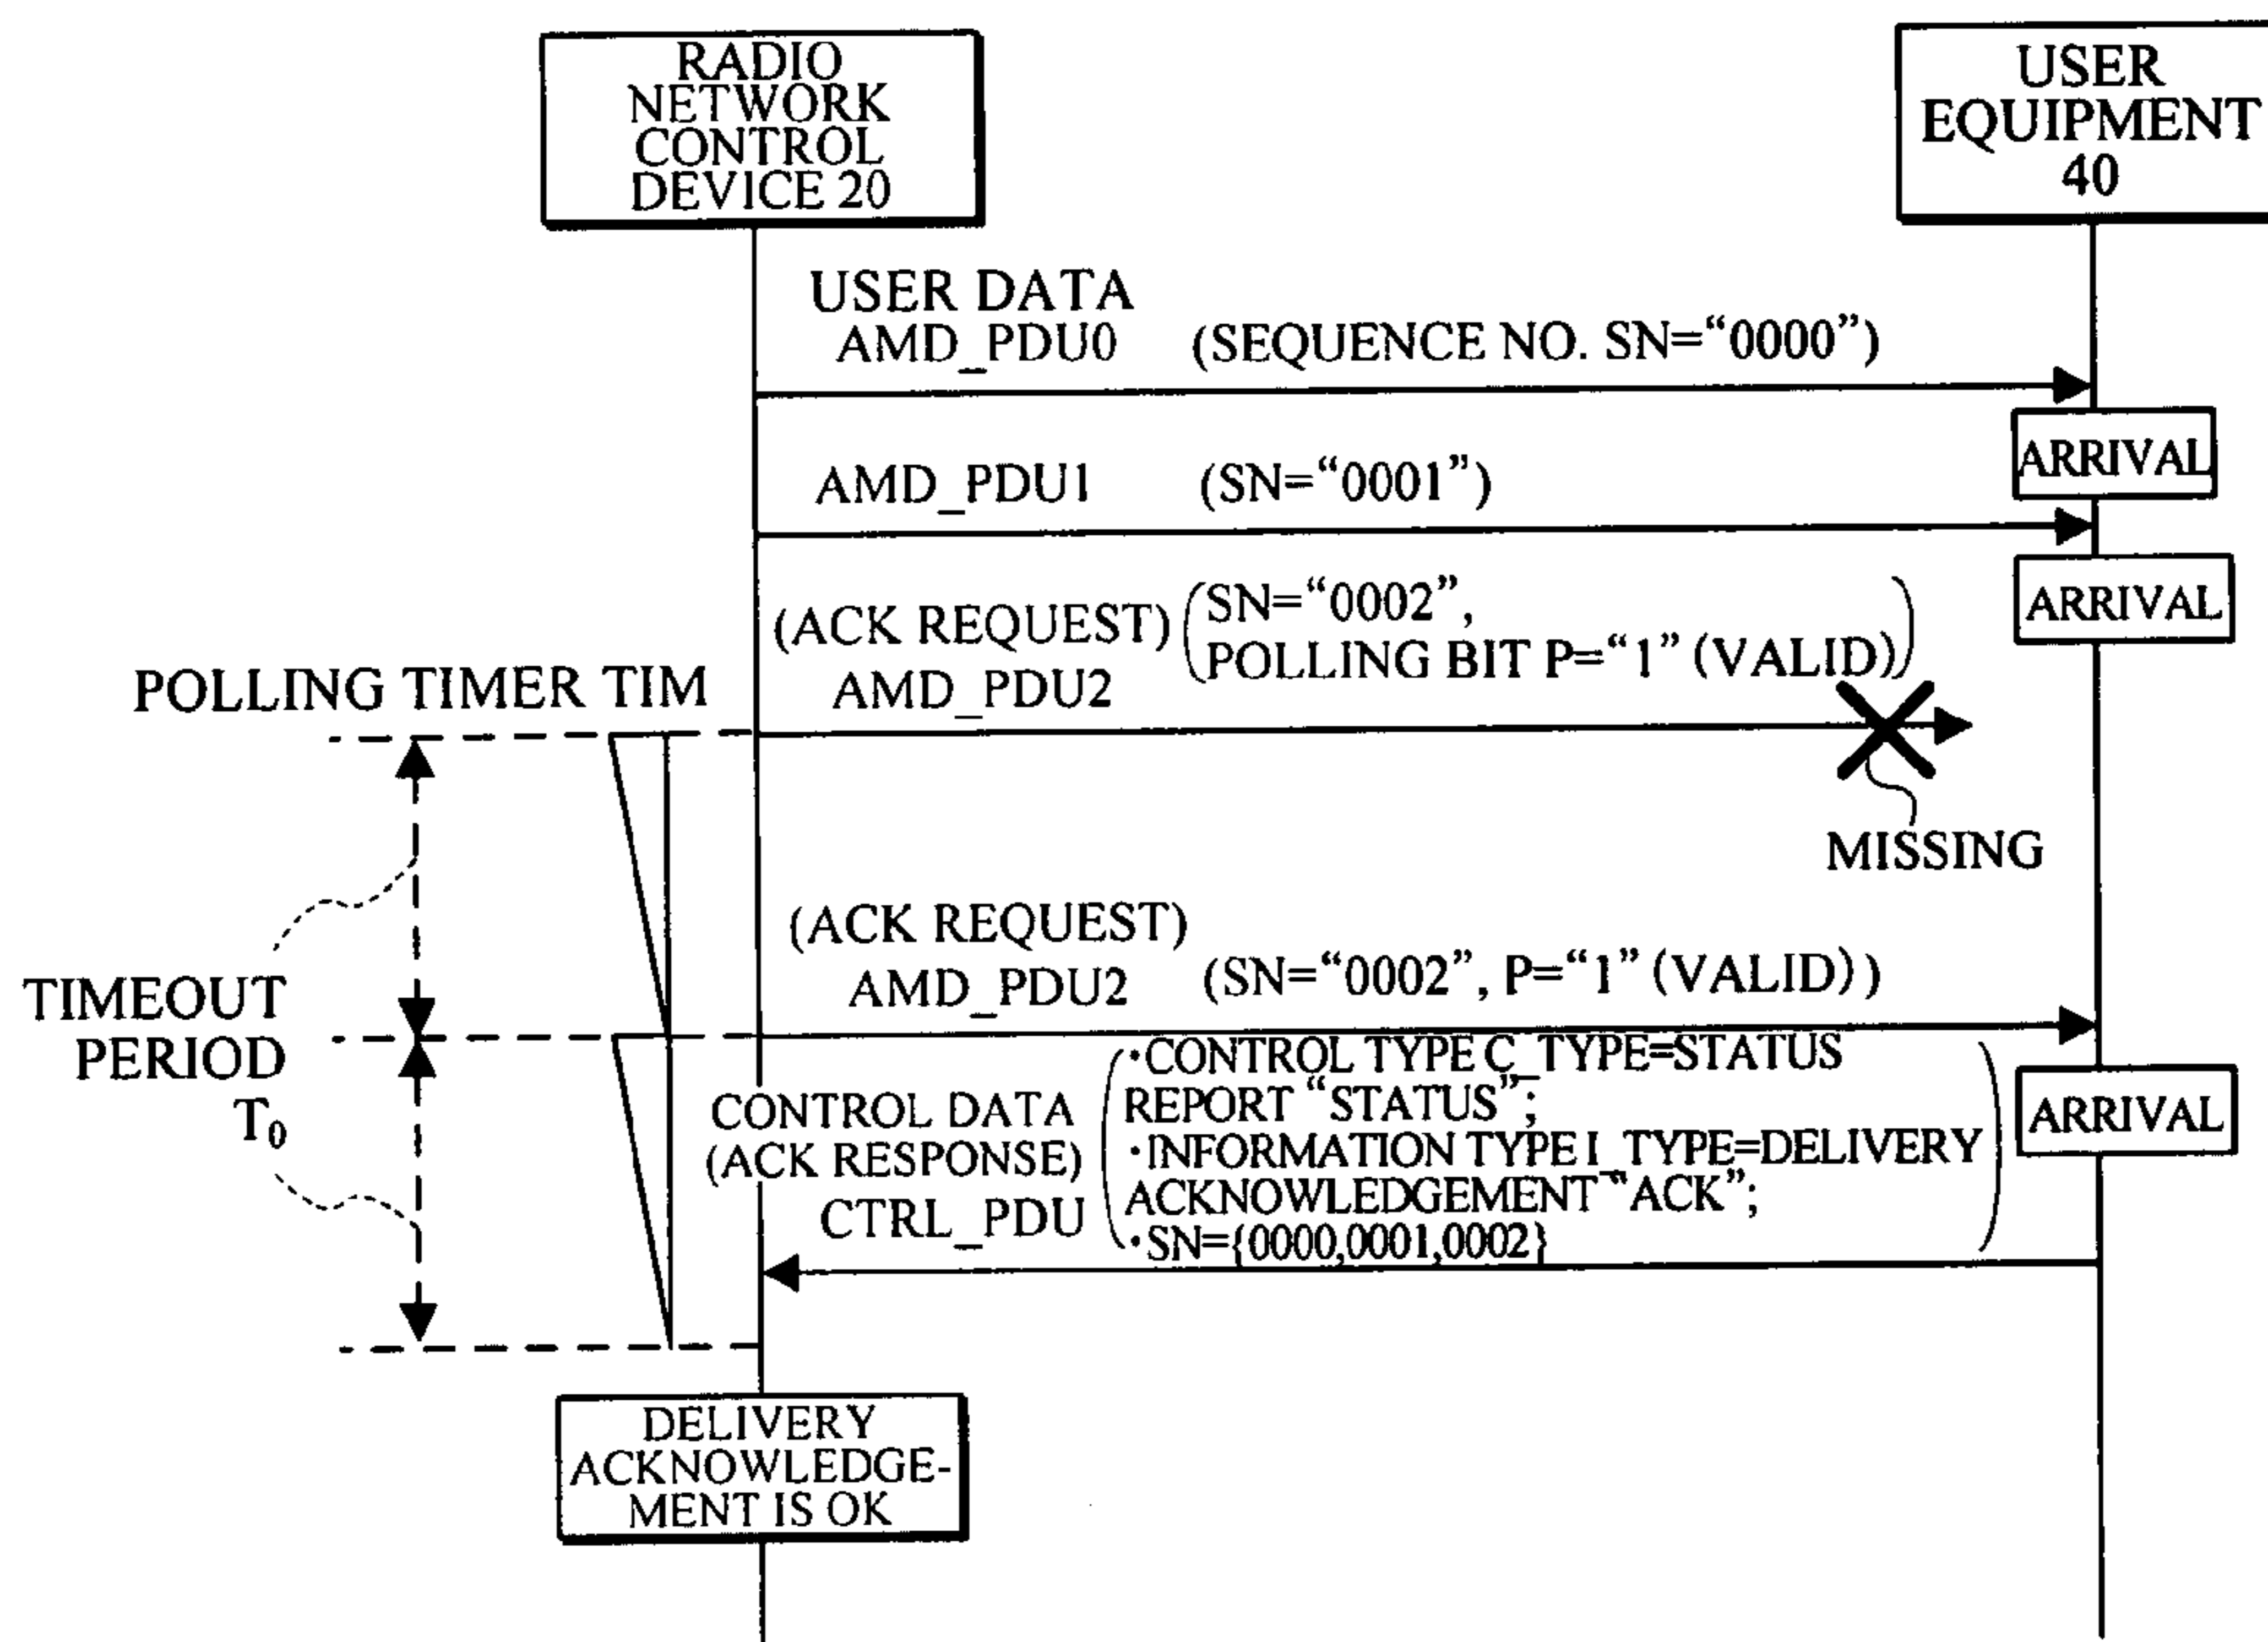 RADIO
NETWORK
CONTROL
DEVICE 20
USER
EQUIPMENT
40
USER DATA
AMD_PDU0 (SEQUENCE NO. SN=“0000”)
ARRIVAL
AMD_PDU1 (SN=“0001”)
ARRIVAL
(ACK REQUEST)
AMD_PDU2
SN=“0002”,
POLLING BIT P=“1” (VALID)
POLLING TIMER TIM
MISSING
(ACK REQUEST)
AMD_PDU2 (SN=“0002”, P=“1” (VALID))
TIMEOUT
PERIOD
T0
ARRIVAL
CONTROL DATA
(ACK RESPONSE)
CTRL_PDU
·CONTROL TYPE C_TYPE=STATUS
REPORT “STATUS”;
·INFORMATION TYPE I_TYPE=DELIVERY
ACKNOWLEDGEMENT “ACK”;
·SN={0000,0001,0002}
DELIVERY
ACKNOWLEDGE-
MENT IS OK